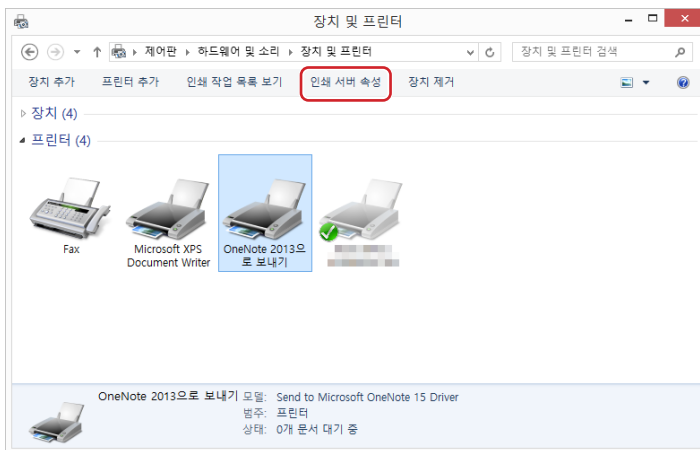 장치 및 프린터
제어판 ▸ 하드웨어 및 소리 ▸ 장치 및 프린터
장치 및 프린터 검색
장치 추가 프린터 추가 인쇄 작업 목록 보기 인쇄 서버 속성 장치 제거
장치 (4)
프린터 (4)
Fax
Microsoft XPS
Document Writer
OneNote 2013으
로 보내기
OneNote 2013으로 보내기 모델: Send to Microsoft OneNote 15 Driver
범주: 프린터
상태: 0개 문서 대기 중